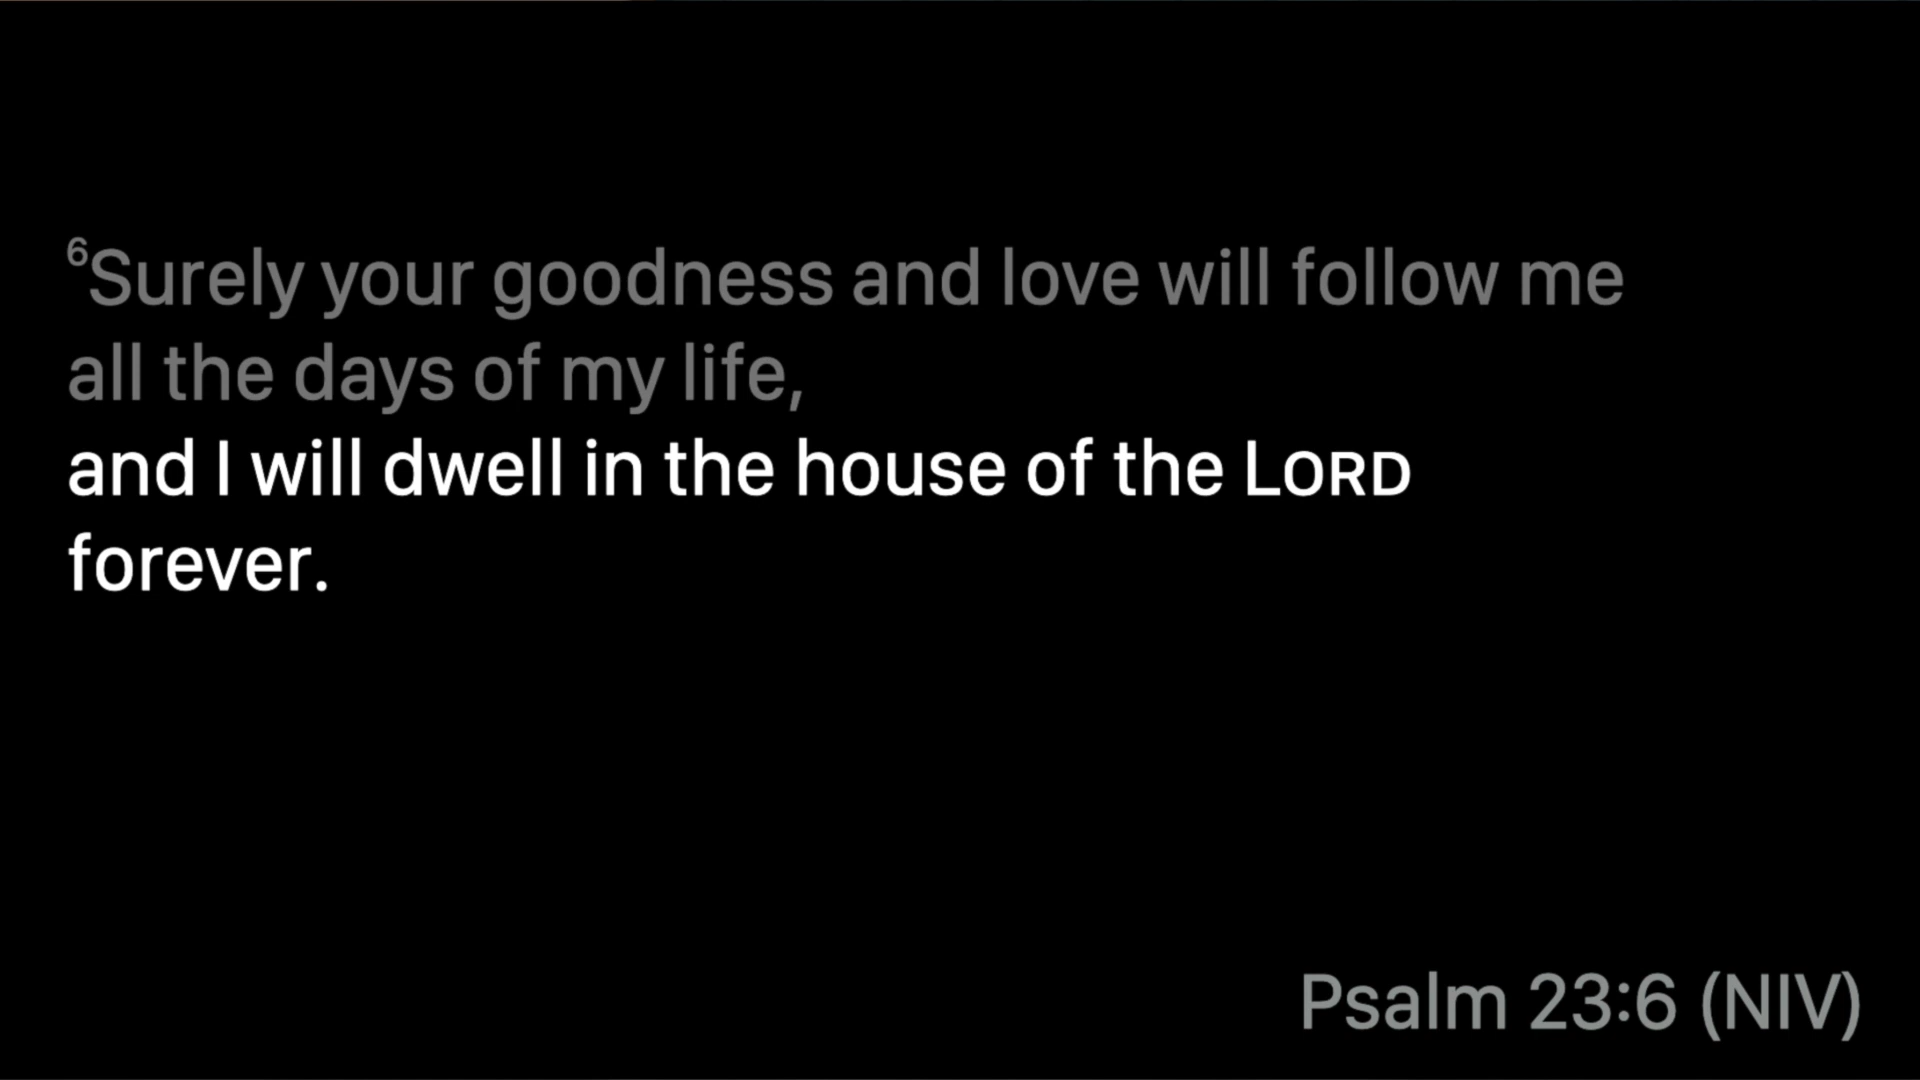 ⁶Surely your goodness and love will follow me
all the days of my life,
and I will dwell in the house of the LORD
forever.
Psalm 23:6 (NIV)